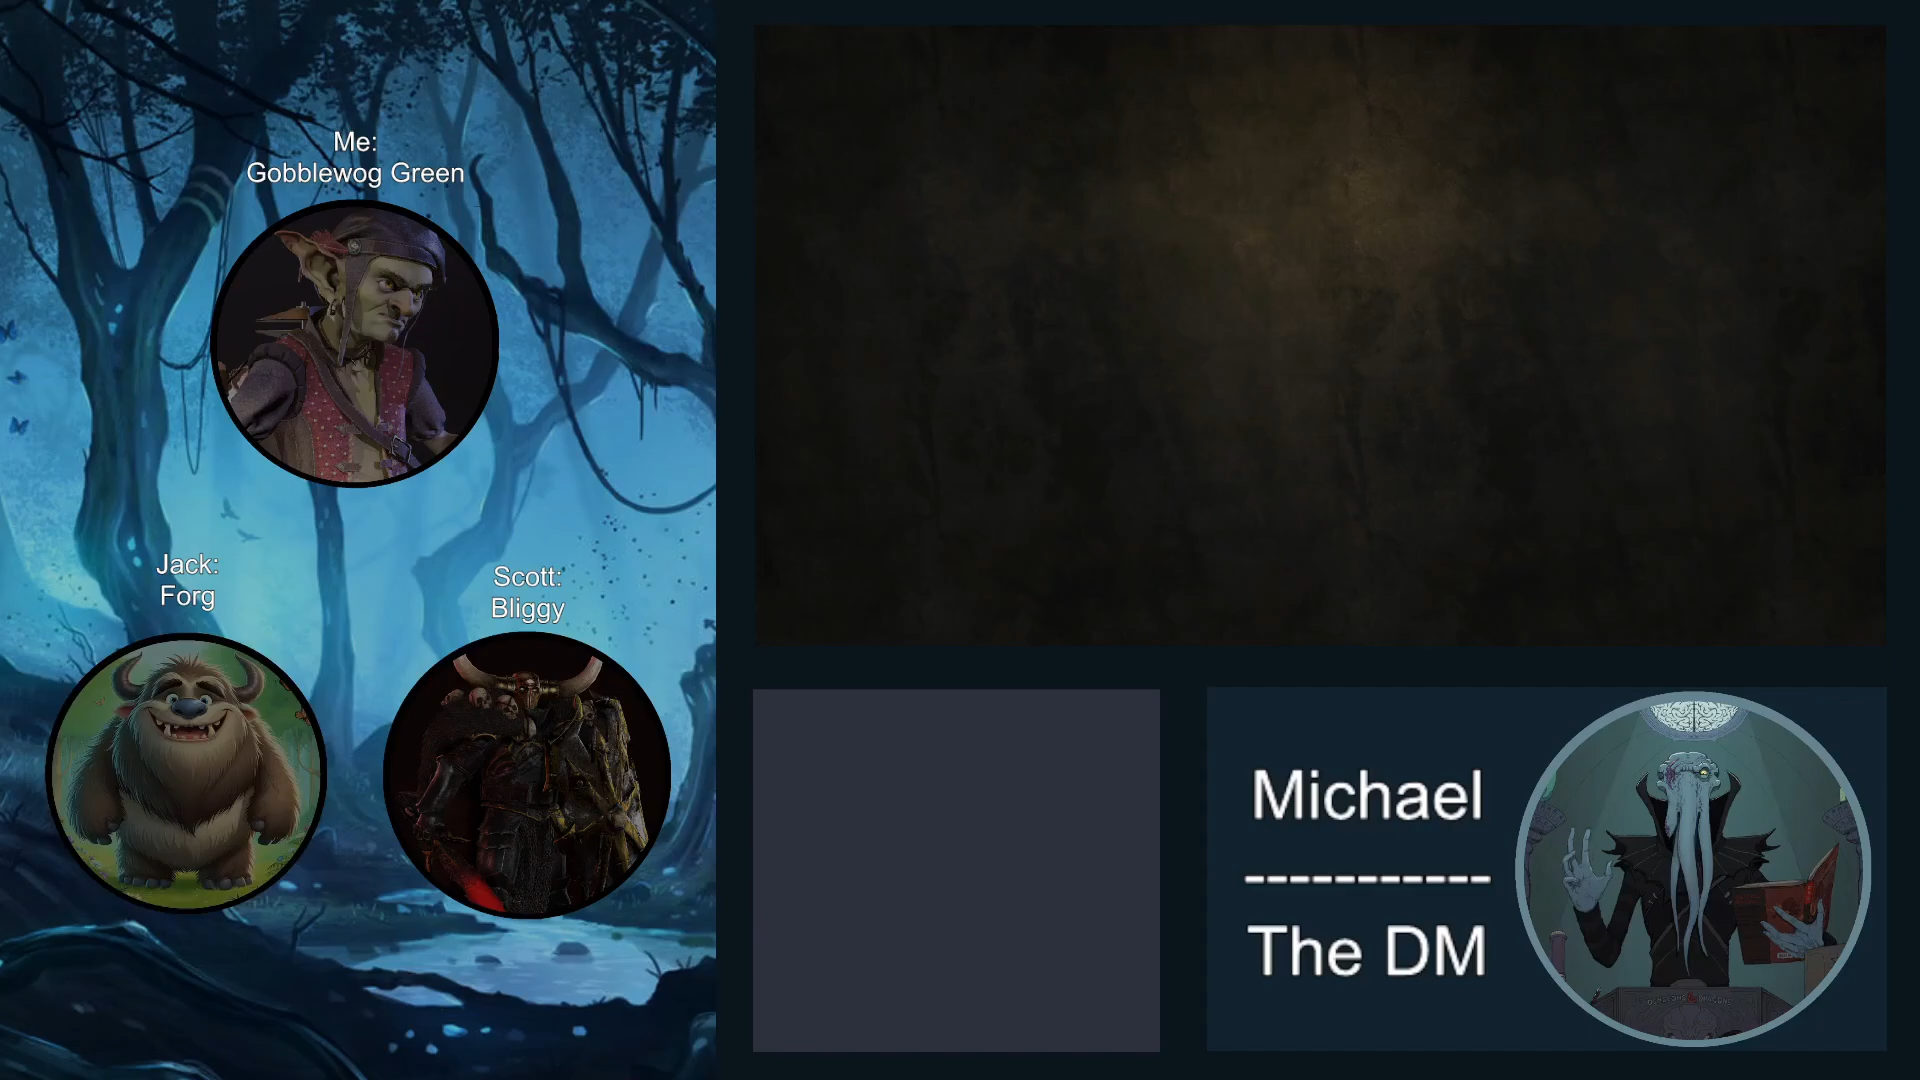 Me:
Gobblewog Green
Jack:
Forg
Scott:
Bliggy
Michael
-----------
The DM